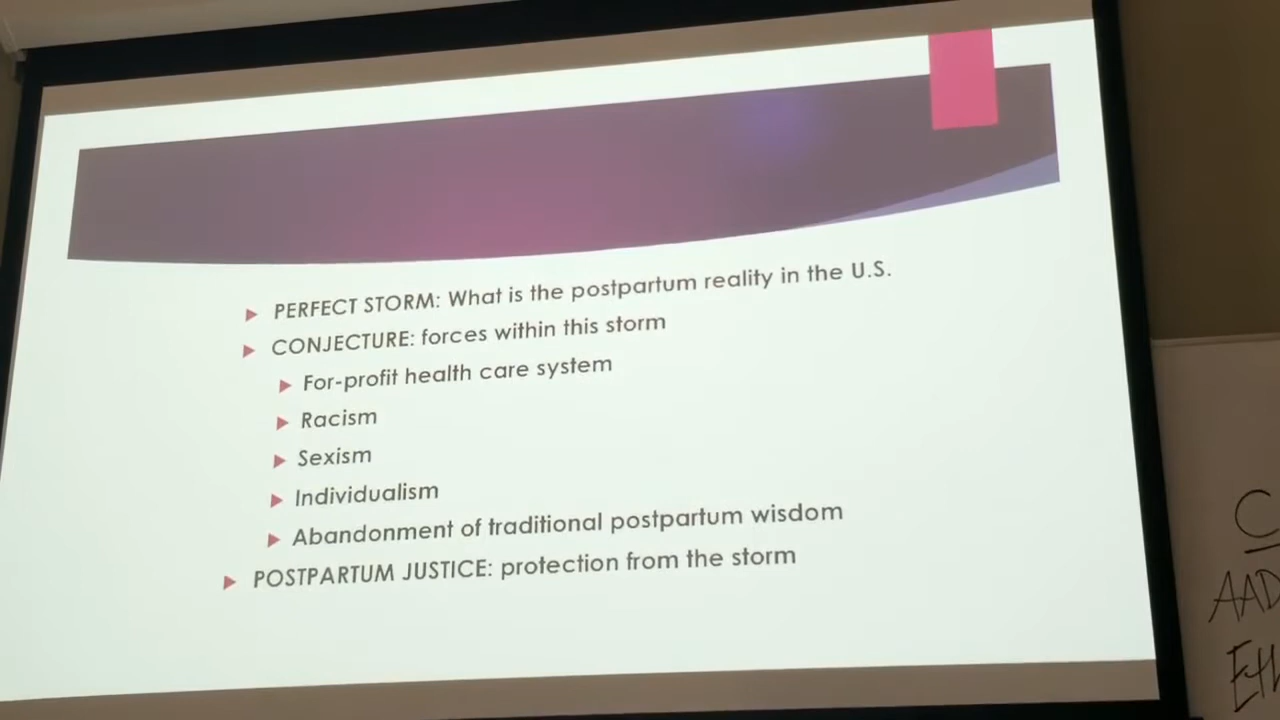 PERFECT STORM: What is the postpartum reality in the U.S.
CONJECTURE: forces within this storm
For-profit health care system
Racism
Sexism
Individualism
Abandonment of traditional postpartum wisdom
POSTPARTUM JUSTICE: protection from the storm